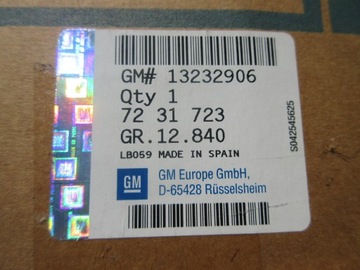 GM# 13232906
Qty 1
72 31 723
GR.12.840
LB059 MADE IN SPAIN
GM
GM Europe GmbH,
D-65428 Rüsselsheim
S042545625